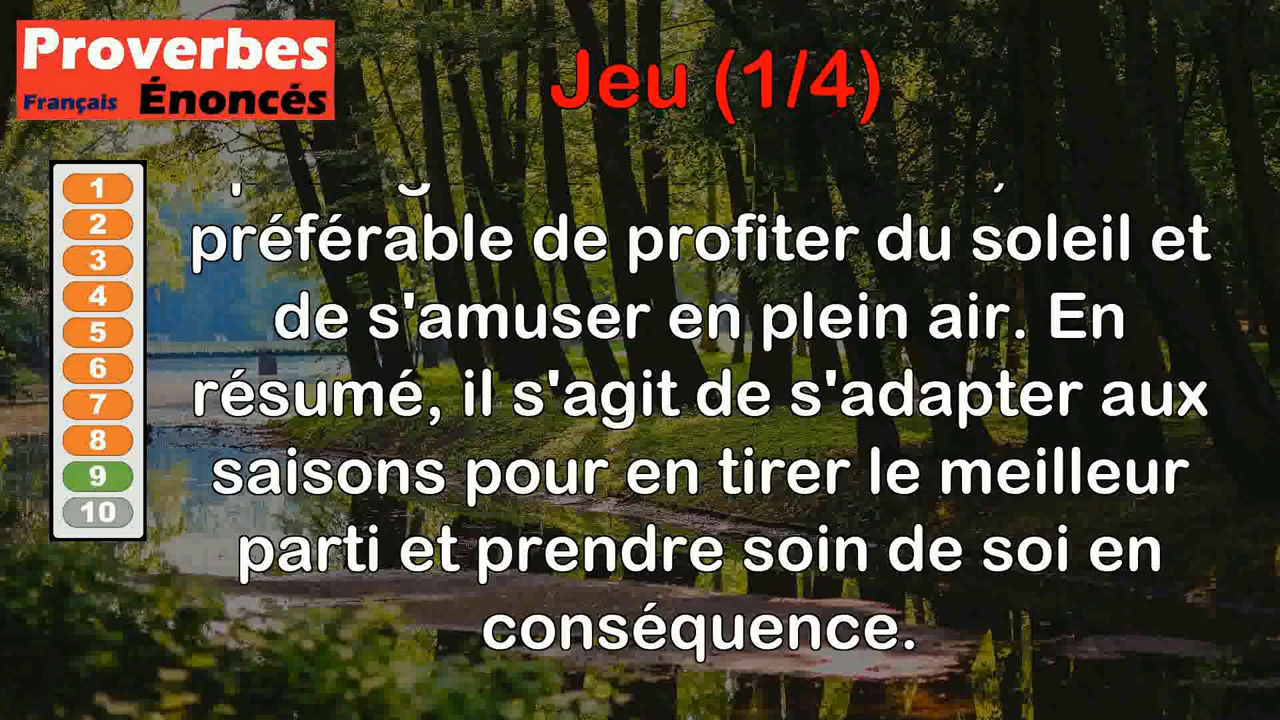 Proverbes
Français Énoncés
Jeu (1/4)
1
2
3
4
5
6
7
8
9
10
préférable de profiter du soleil et
de s'amuser en plein air. En
résumé, il s'agit de s'adapter aux
saisons pour en tirer le meilleur
parti et prendre soin de soi en
conséquence.